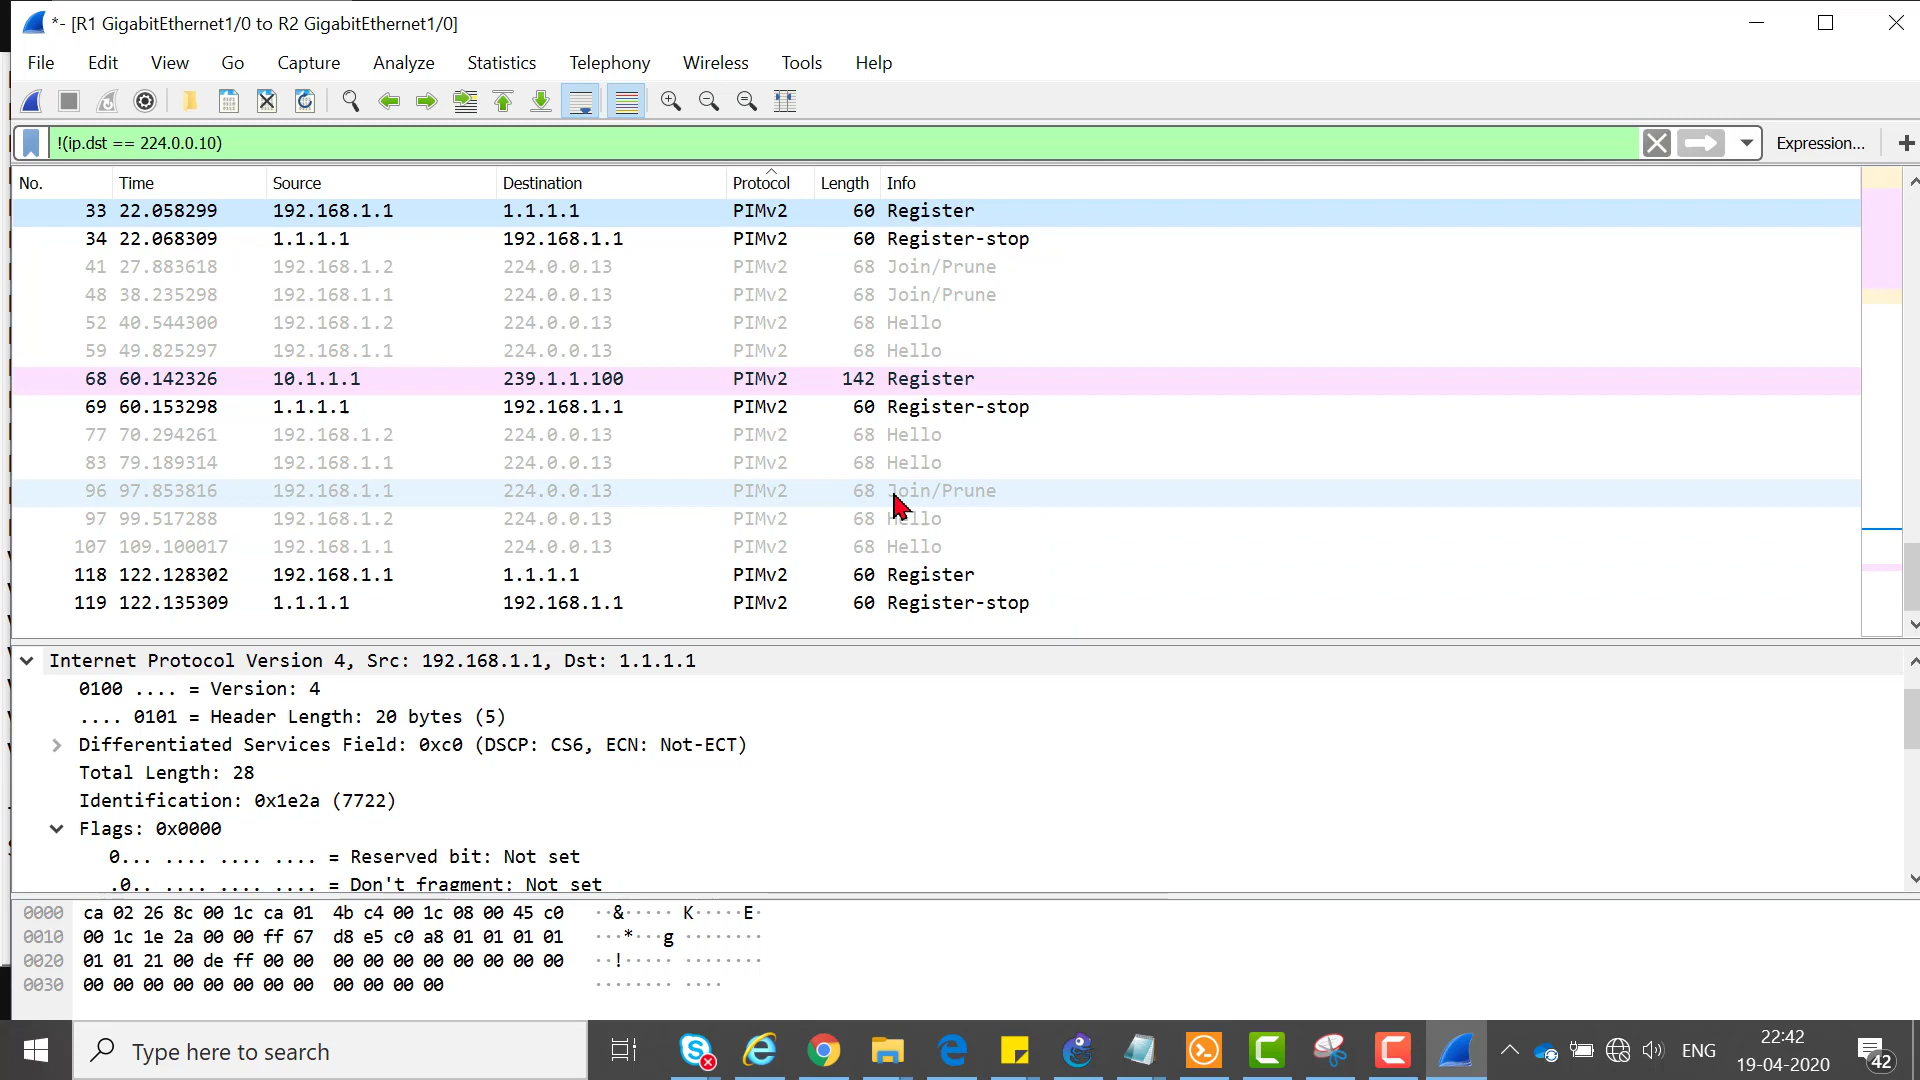 *- [R1 GigabitEthernet1/0 to R2 GigabitEthernet1/0]
File Edit View Go Capture Analyze Statistics Telephony Wireless Tools Help
!(ip.dst == 224.0.0.10) Expression... +
No. Time Source Destination Protocol Length Info
33 22.058299 192.168.1.1 1.1.1.1 PIMv2 60 Register
34 22.068309 1.1.1.1 192.168.1.1 PIMv2 60 Register-stop
41 27.883618 192.168.1.2 224.0.0.13 PIMv2 68 Join/Prune
48 38.235298 192.168.1.1 224.0.0.13 PIMv2 68 Join/Prune
52 40.544300 192.168.1.2 224.0.0.13 PIMv2 68 Hello
59 49.825297 192.168.1.1 224.0.0.13 PIMv2 68 Hello
68 60.142326 10.1.1.1 239.1.1.100 PIMv2 142 Register
69 60.153298 1.1.1.1 192.168.1.1 PIMv2 60 Register-stop
77 70.294261 192.168.1.2 224.0.0.13 PIMv2 68 Hello
83 79.189314 192.168.1.1 224.0.0.13 PIMv2 68 Hello
96 97.853816 192.168.1.1 224.0.0.13 PIMv2 68 Join/Prune
97 99.517288 192.168.1.2 224.0.0.13 PIMv2 68 Hello
107 109.100017 192.168.1.1 224.0.0.13 PIMv2 68 Hello
118 122.128302 192.168.1.1 1.1.1.1 PIMv2 60 Register
119 122.135309 1.1.1.1 192.168.1.1 PIMv2 60 Register-stop
Internet Protocol Version 4, Src: 192.168.1.1, Dst: 1.1.1.1
0100 .... = Version: 4
.... 0101 = Header Length: 20 bytes (5)
Differentiated Services Field: 0xc0 (DSCP: CS6, ECN: Not-ECT)
Total Length: 28
Identification: 0x1e2a (7722)
Flags: 0x0000
0... .... .... .... = Reserved bit: Not set
.0.. .... .... .... = Don't fragment: Not set
0000 ca 02 26 8c 00 1c ca 01 4b c4 00 1c 08 00 45 c0 ··&····· K·····E·
0010 00 1c 1e 2a 00 00 ff 67 d8 e5 c0 a8 01 01 01 01 ···*···g ········
0020 01 01 21 00 de ff 00 00 00 00 00 00 00 00 00 00 ··!····· ········
0030 00 00 00 00 00 00 00 00 00 00 00 00 ········ ····
Type here to search
ENG
22:42
19-04-2020
42